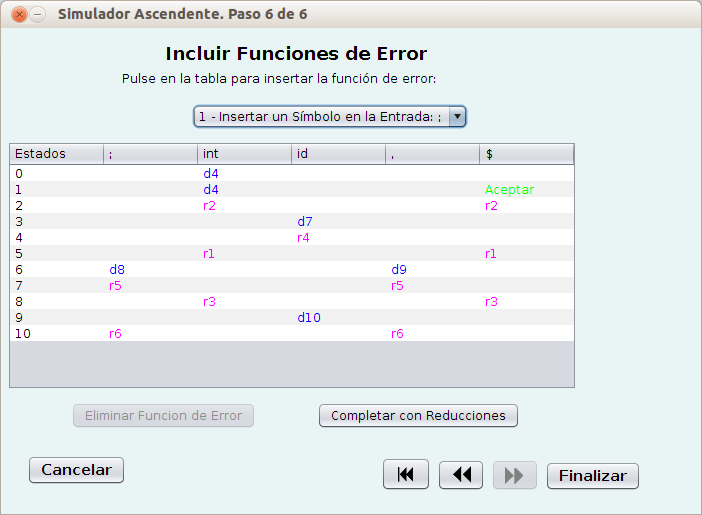 Simulador Ascendente. Paso 6 de 6
Incluir Funciones de Error
Pulse en la tabla para insertar la función de error:
1 - Insertar un Símbolo en la Entrada: ;
Estados ; int id , $
0 d4
1 d4 Aceptar
2 r2 r2
3 d7
4 r4
5 r1 r1
6 d8 d9
7 r5 r5
8 r3 r3
9 d10
10 r6 r6
Eliminar Funcion de Error Completar con Reducciones
Cancelar Finalizar